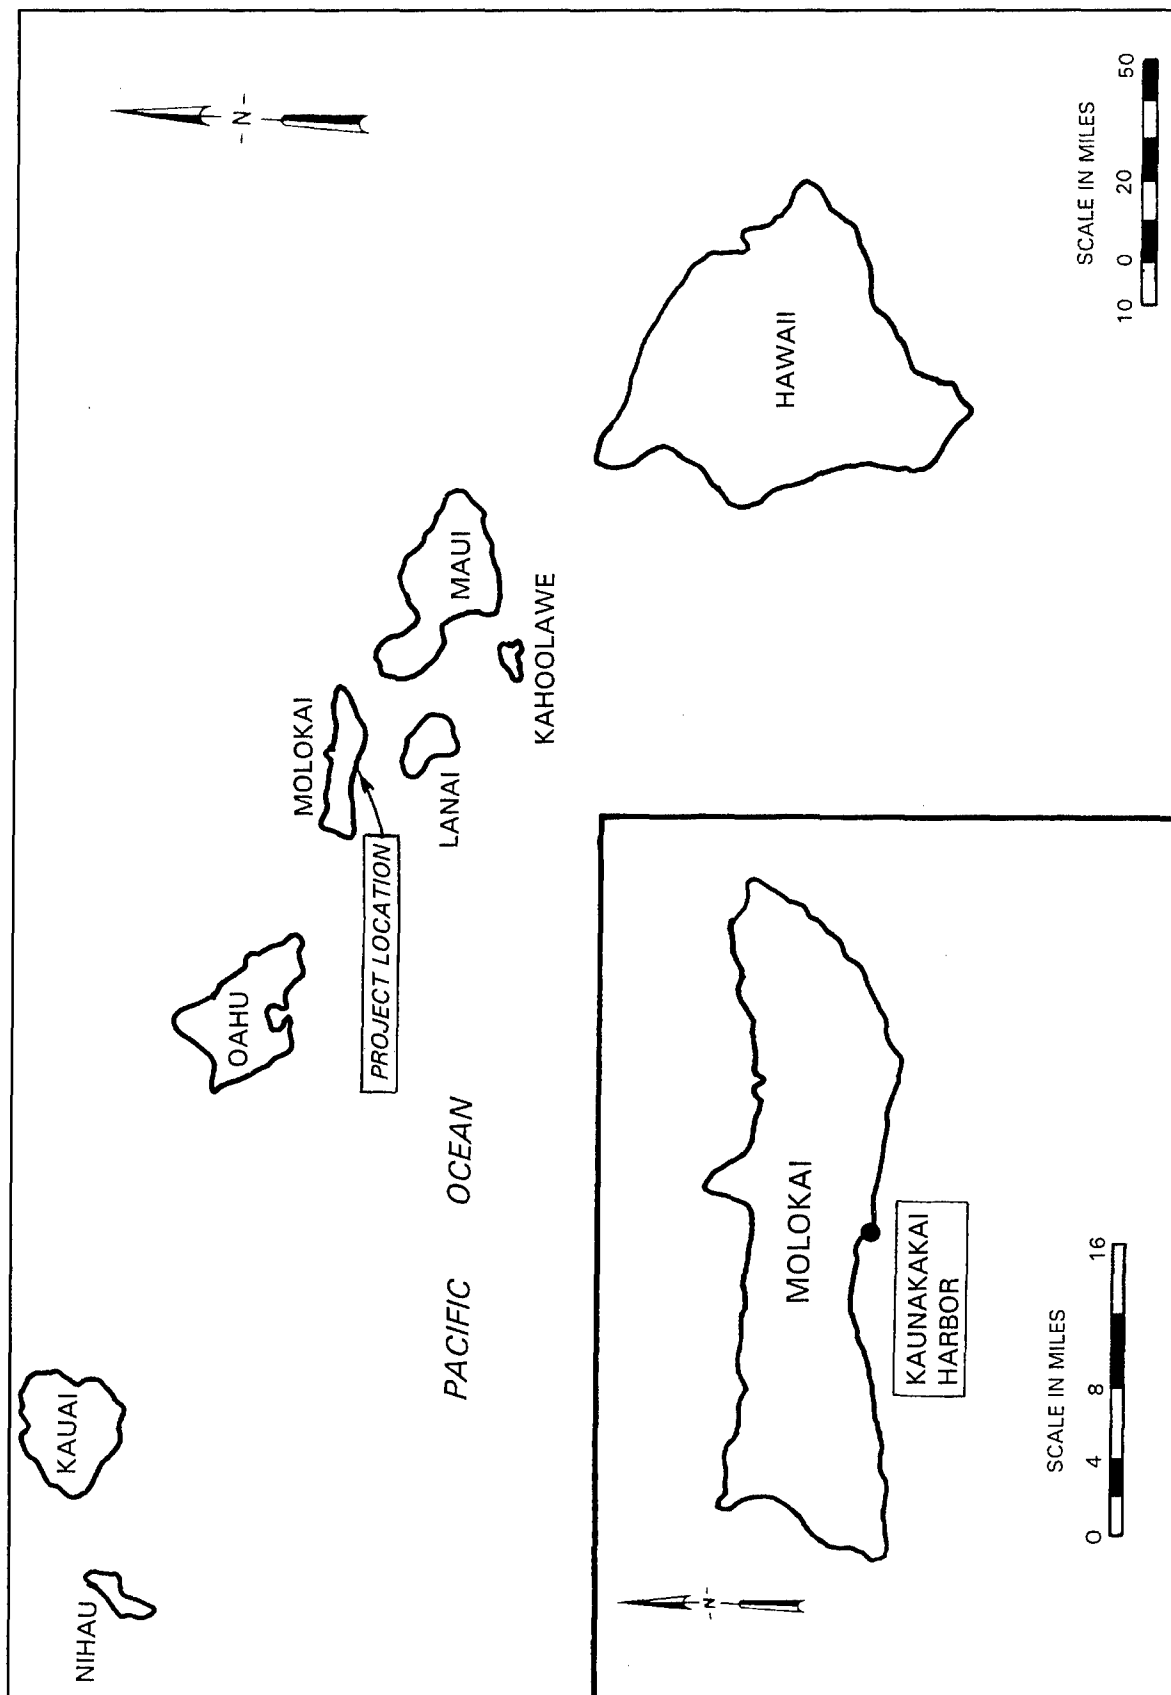 NIHAU
KAUAI
OAHU
MOLOKAI
PROJECT LOCATION
LANAI
MAUI
KAHOOLAWE
HAWAII
PACIFIC OCEAN
-N-
SCALE IN MILES
10 0 20 50
-N-
MOLOKAI
KAUNAKAKAI
HARBOR
SCALE IN MILES
0 4 8 16